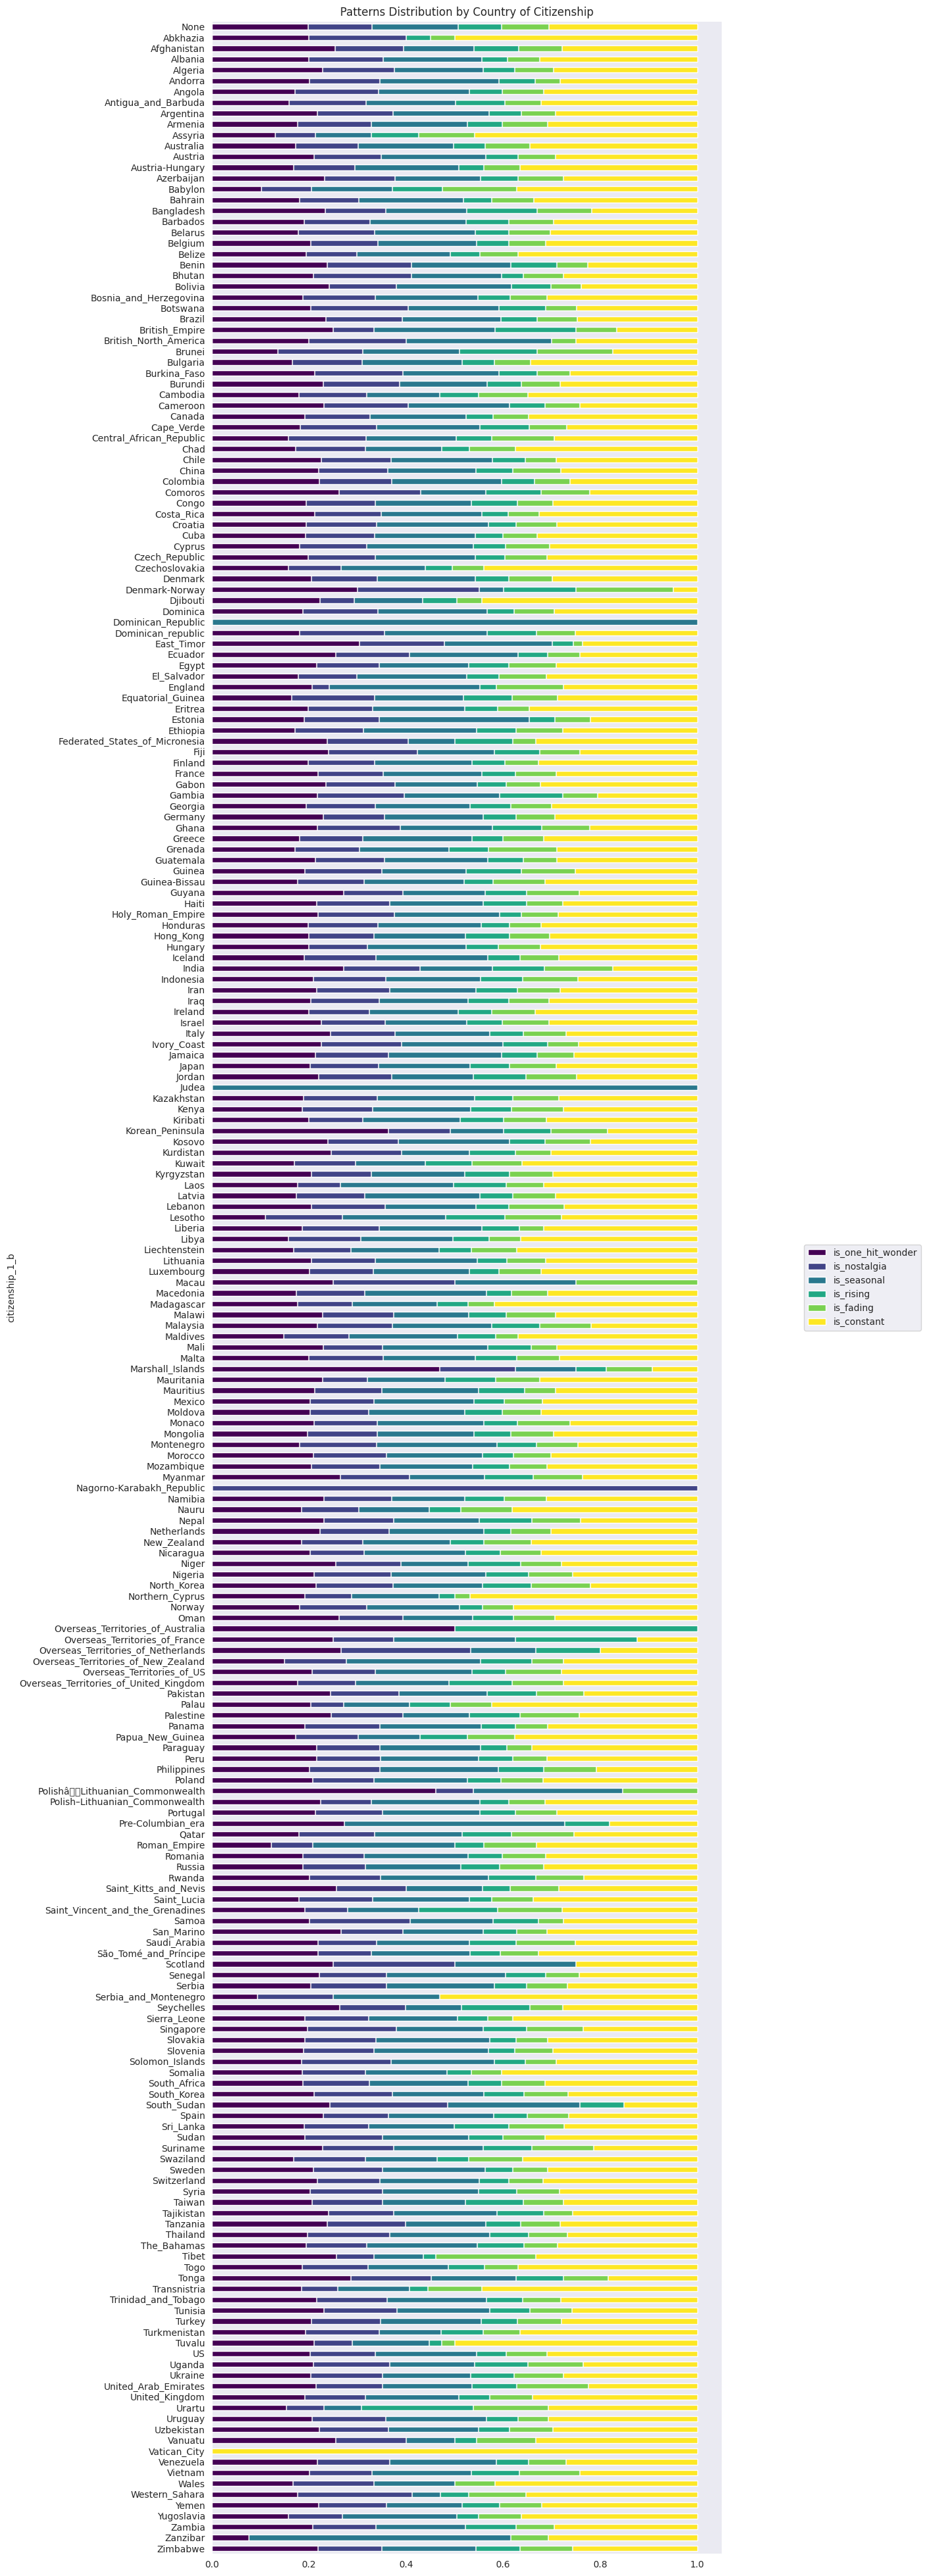 Patterns Distribution by Country of Citizenship
None
Abkhazia
Afghanistan
Albania
Algeria
Andorra
Angola
Antigua_and_Barbuda
Argentina
Armenia
Assyria
Australia
Austria
Austria-Hungary
Azerbaijan
Babylon
Bahrain
Bangladesh
Barbados
Belarus
Belgium
Belize
Benin
Bhutan
Bolivia
Bosnia_and_Herzegovina
Botswana
Brazil
British_Empire
British_North_America
Brunei
Bulgaria
Burkina_Faso
Burundi
Cambodia
Cameroon
Canada
Cape_Verde
Central_African_Republic
Chad
Chile
China
Colombia
Comoros
Congo
Costa_Rica
Croatia
Cuba
Cyprus
Czech_Republic
Czechoslovakia
Denmark
Denmark-Norway
Djibouti
Dominica
Dominican_Republic
Dominican_republic
East_Timor
Ecuador
Egypt
El_Salvador
England
Equatorial_Guinea
Eritrea
Estonia
Ethiopia
Federated_States_of_Micronesia
Fiji
Finland
France
Gabon
Gambia
Georgia
Germany
Ghana
Greece
Grenada
Guatemala
Guinea
Guinea-Bissau
Guyana
Haiti
Holy_Roman_Empire
Honduras
Hong_Kong
Hungary
Iceland
India
Indonesia
Iran
Iraq
Ireland
Israel
Italy
Ivory_Coast
Jamaica
Japan
Jordan
Judea
Kazakhstan
Kenya
Kiribati
Korean_Peninsula
Kosovo
Kurdistan
Kuwait
Kyrgyzstan
Laos
Latvia
Lebanon
Lesotho
Liberia
Libya
Liechtenstein
Lithuania
Luxembourg
Macau
Macedonia
Madagascar
Malawi
Malaysia
Maldives
Mali
Malta
Marshall_Islands
Mauritania
Mauritius
Mexico
Moldova
Monaco
Mongolia
Montenegro
Morocco
Mozambique
Myanmar
Nagorno-Karabakh_Republic
Namibia
Nauru
Nepal
Netherlands
New_Zealand
Nicaragua
Niger
Nigeria
North_Korea
Northern_Cyprus
Norway
Oman
Overseas_Territories_of_Australia
Overseas_Territories_of_France
Overseas_Territories_of_Netherlands
Overseas_Territories_of_New_Zealand
Overseas_Territories_of_US
Overseas_Territories_of_United_Kingdom
Pakistan
Palau
Palestine
Panama
Papua_New_Guinea
Paraguay
Peru
Philippines
Poland
Polishâ▯▯Lithuanian_Commonwealth
Polish–Lithuanian_Commonwealth
Portugal
Pre-Columbian_era
Qatar
Roman_Empire
Romania
Russia
Rwanda
Saint_Kitts_and_Nevis
Saint_Lucia
Saint_Vincent_and_the_Grenadines
Samoa
San_Marino
Saudi_Arabia
São_Tomé_and_Príncipe
Scotland
Senegal
Serbia
Serbia_and_Montenegro
Seychelles
Sierra_Leone
Singapore
Slovakia
Slovenia
Solomon_Islands
Somalia
South_Africa
South_Korea
South_Sudan
Spain
Sri_Lanka
Sudan
Suriname
Swaziland
Sweden
Switzerland
Syria
Taiwan
Tajikistan
Tanzania
Thailand
The_Bahamas
Tibet
Togo
Tonga
Transnistria
Trinidad_and_Tobago
Tunisia
Turkey
Turkmenistan
Tuvalu
US
Uganda
Ukraine
United_Arab_Emirates
United_Kingdom
Urartu
Uruguay
Uzbekistan
Vanuatu
Vatican_City
Venezuela
Vietnam
Wales
Western_Sahara
Yemen
Yugoslavia
Zambia
Zanzibar
Zimbabwe
citizenship_1_b
0.0 0.2 0.4 0.6 0.8 1.0
is_one_hit_wonder
is_nostalgia
is_seasonal
is_rising
is_fading
is_constant